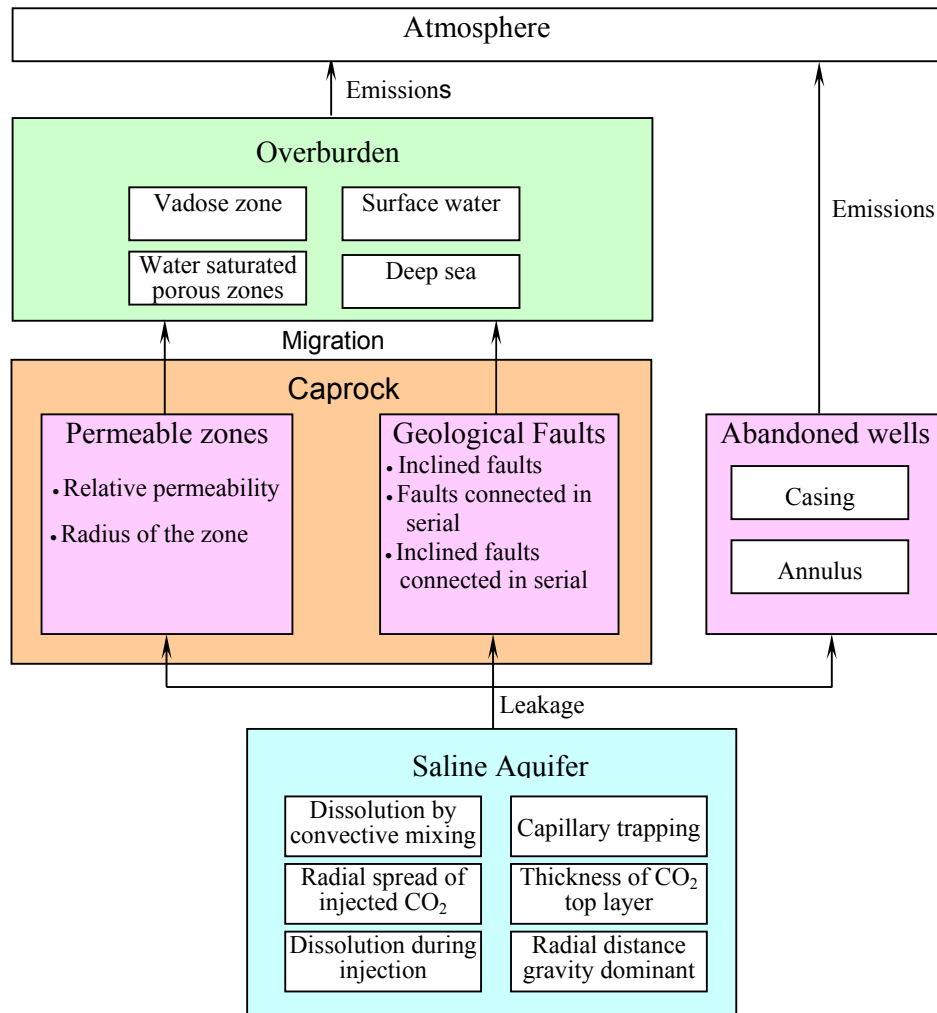 Atmosphere
Emissions
Overburden
Vadose zone
Surface water
Water saturated
porous zones
Deep sea
Emissions
Migration
Caprock
Permeable zones
• Relative permeability
• Radius of the zone
Geological Faults
• Inclined faults
• Faults connected in
serial
• Inclined faults
connected in serial
Abandoned wells
Casing
Annulus
Leakage
Saline Aquifer
Dissolution by
convective mixing
Capillary trapping
Radial spread of
injected CO₂
Thickness of CO₂
top layer
Dissolution during
injection
Radial distance
gravity dominant